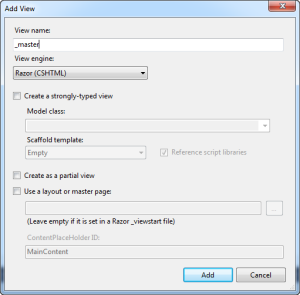 Add View
View name:
_master
View engine:
Razor (CSHTML)
Create a strongly-typed view
Model class:
Scaffold template:
Empty
Reference script libraries
Create as a partial view
Use a layout or master page:
...
(Leave empty if it is set in a Razor _viewstart file)
ContentPlaceHolder ID:
MainContent
Add
Cancel